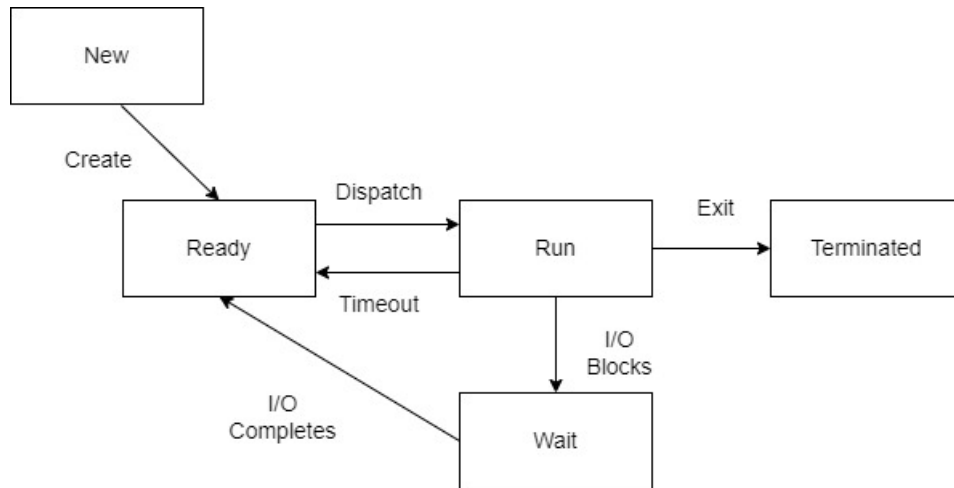 New
Create
Dispatch
Exit
Ready
Run
Terminated
Timeout
I/O
Blocks
I/O
Completes
Wait